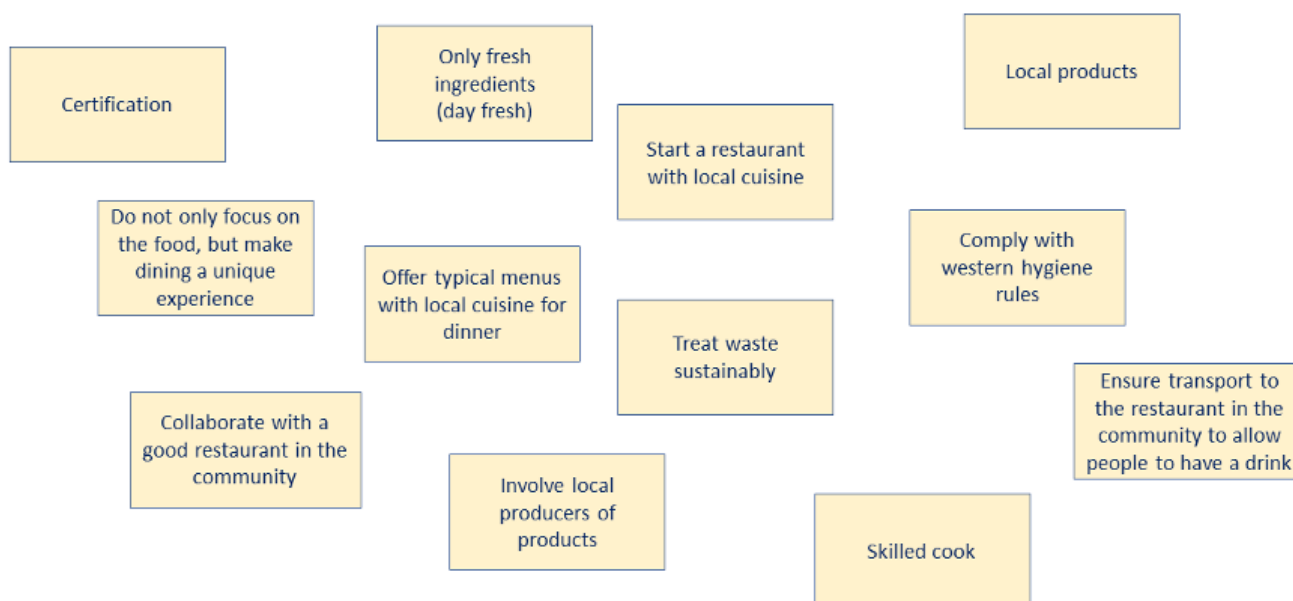 Certification
Only fresh
ingredients
(day fresh)
Local products
Start a restaurant
with local cuisine
Do not only focus on
the food, but make
dining a unique
experience
Offer typical menus
with local cuisine for
dinner
Comply with
western hygiene
rules
Treat waste
sustainably
Ensure transport to
the restaurant in the
community to allow
people to have a drink
Collaborate with a
good restaurant in the
community
Involve local
producers of
products
Skilled cook